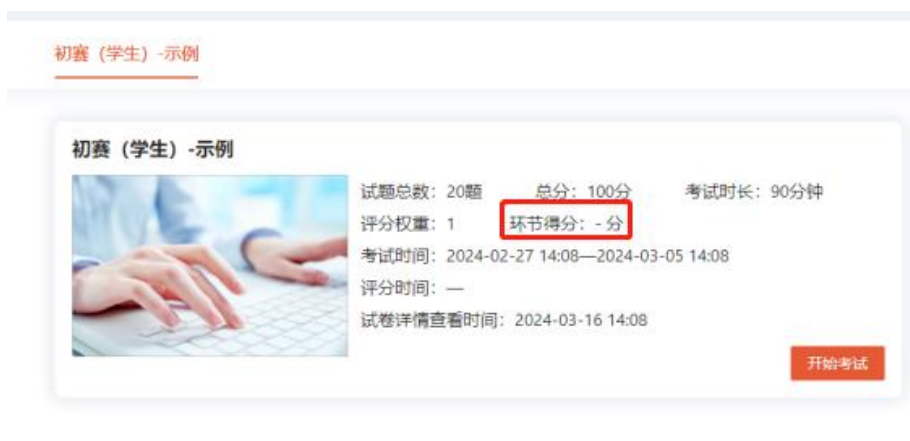 初赛（学生）-示例
初赛（学生）-示例
试题总数：20题 总分：100分 考试时长：90分钟
评分权重：1 环节得分：- 分
考试时间：2024-02-27 14:08—2024-03-05 14:08
评分时间：—
试卷详情查看时间：2024-03-16 14:08
开始考试